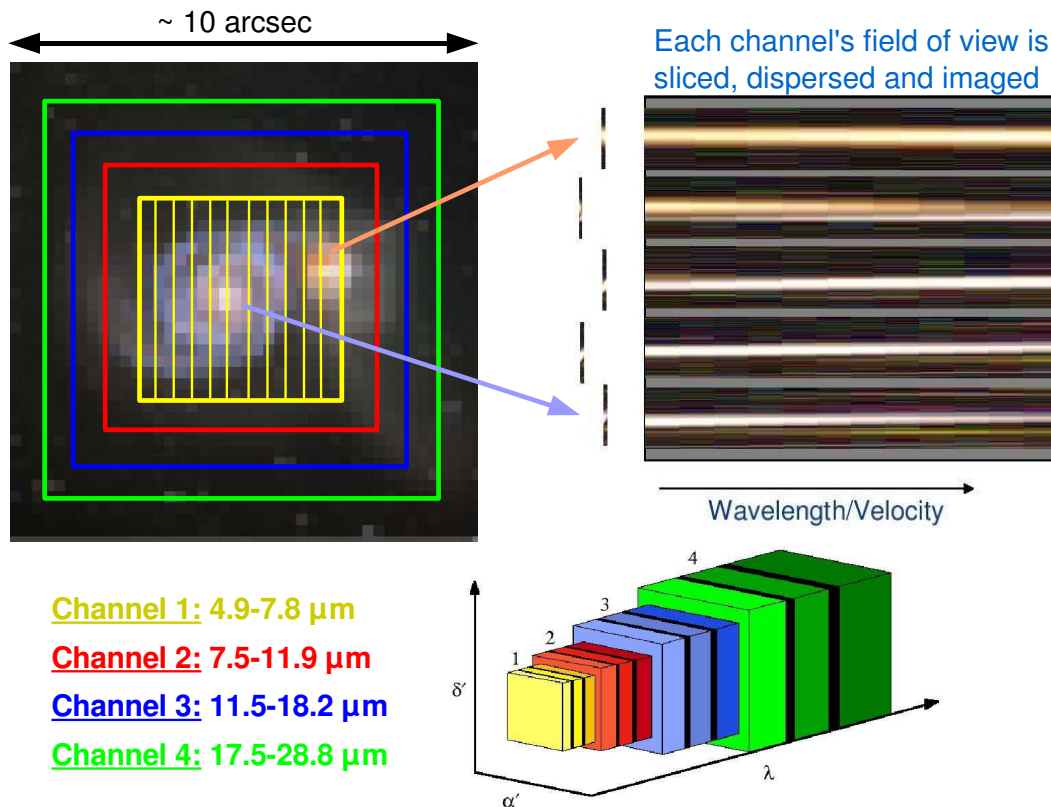 ~ 10 arcsec
Each channel's field of view is
sliced, dispersed and imaged
Wavelength/Velocity
Channel 1: 4.9-7.8 µm
Channel 2: 7.5-11.9 µm
Channel 3: 11.5-18.2 µm
Channel 4: 17.5-28.8 µm
4
3
2
1
δ′
λ
α′